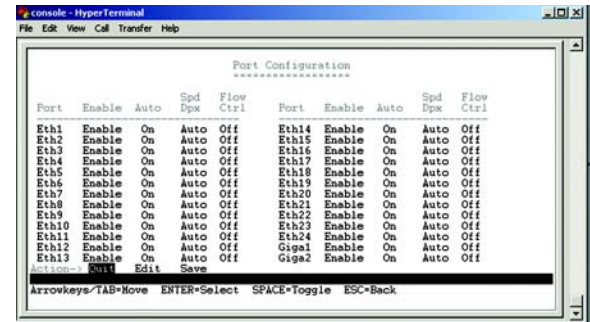 console - HyperTerminal
File Edit View Call Transfer Help
Port Configuration
==================
Spd Flow Spd Flow
Port Enable Auto Dpx Ctrl Port Enable Auto Dpx Ctrl
Eth1 Enable On Auto Off Eth14 Enable On Auto Off
Eth2 Enable On Auto Off Eth15 Enable On Auto Off
Eth3 Enable On Auto Off Eth16 Enable On Auto Off
Eth4 Enable On Auto Off Eth17 Enable On Auto Off
Eth5 Enable On Auto Off Eth18 Enable On Auto Off
Eth6 Enable On Auto Off Eth19 Enable On Auto Off
Eth7 Enable On Auto Off Eth20 Enable On Auto Off
Eth8 Enable On Auto Off Eth21 Enable On Auto Off
Eth9 Enable On Auto Off Eth22 Enable On Auto Off
Eth10 Enable On Auto Off Eth23 Enable On Auto Off
Eth11 Enable On Auto Off Eth24 Enable On Auto Off
Eth12 Enable On Auto Off Giga1 Enable On Auto Off
Eth13 Enable On Auto Off Giga2 Enable On Auto Off
Action-> Quit Edit Save
Arrowkeys/TAB=Move ENTER=Select SPACE=Toggle ESC=Back